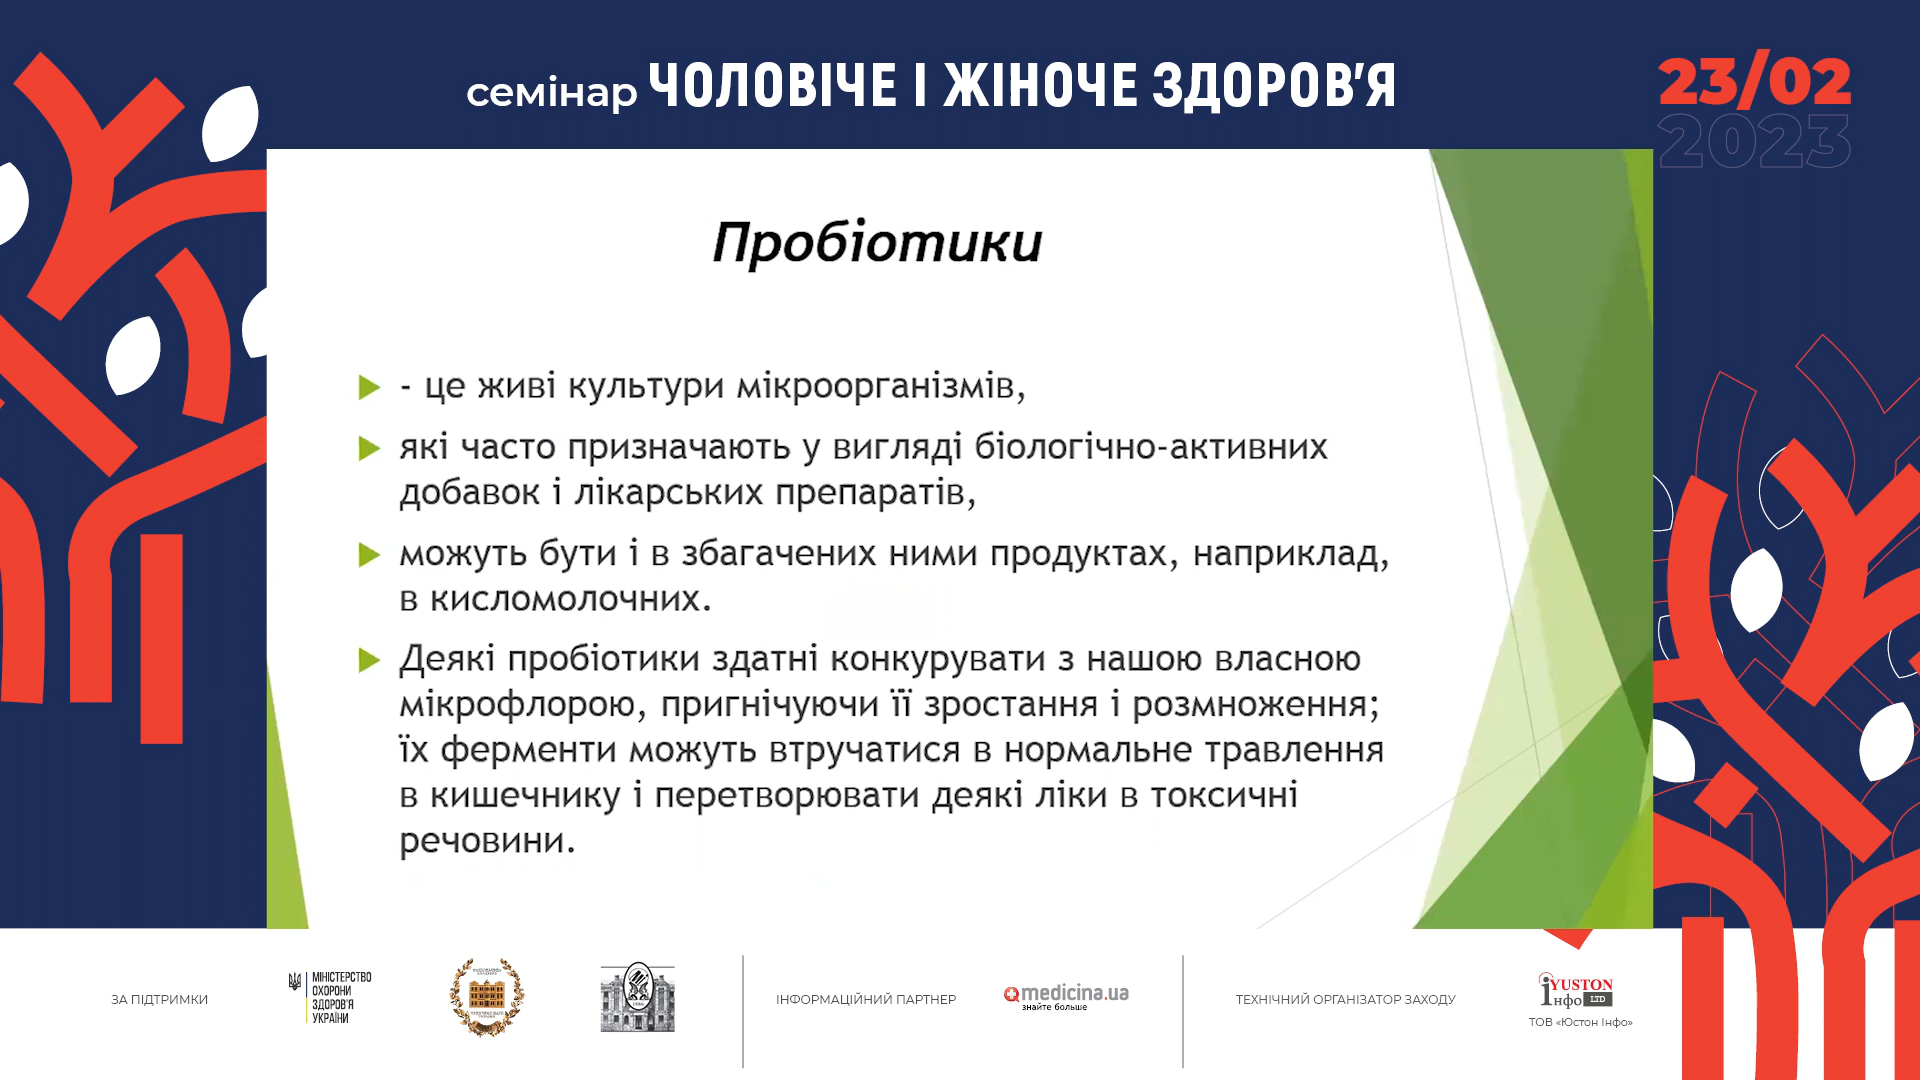 семінар ЧОЛОВІЧЕ І ЖІНОЧЕ ЗДОРОВ'Я
23/02
2023
Пробіотики
- це живі культури мікроорганізмів,
які часто призначають у вигляді біологічно-активних
добавок і лікарських препаратів,
можуть бути і в збагачених ними продуктах, наприклад,
в кисломолочних.
Деякі пробіотики здатні конкурувати з нашою власною
мікрофлорою, пригнічуючи її зростання і розмноження;
їх ферменти можуть втручатися в нормальне травлення
в кишечнику і перетворювати деякі ліки в токсичні
речовини.
ЗА ПІДТРИМКИ
МІНІСТЕРСТВО
ОХОРОНИ
ЗДОРОВ'Я
УКРАЇНИ
ІНФОРМАЦІЙНИЙ ПАРТНЕР
medicina.ua
знайте больше
ТЕХНІЧНИЙ ОРГАНІЗАТОР ЗАХОДУ
YUSTON
Інфо LTD
ТОВ «Юстон Інфо»